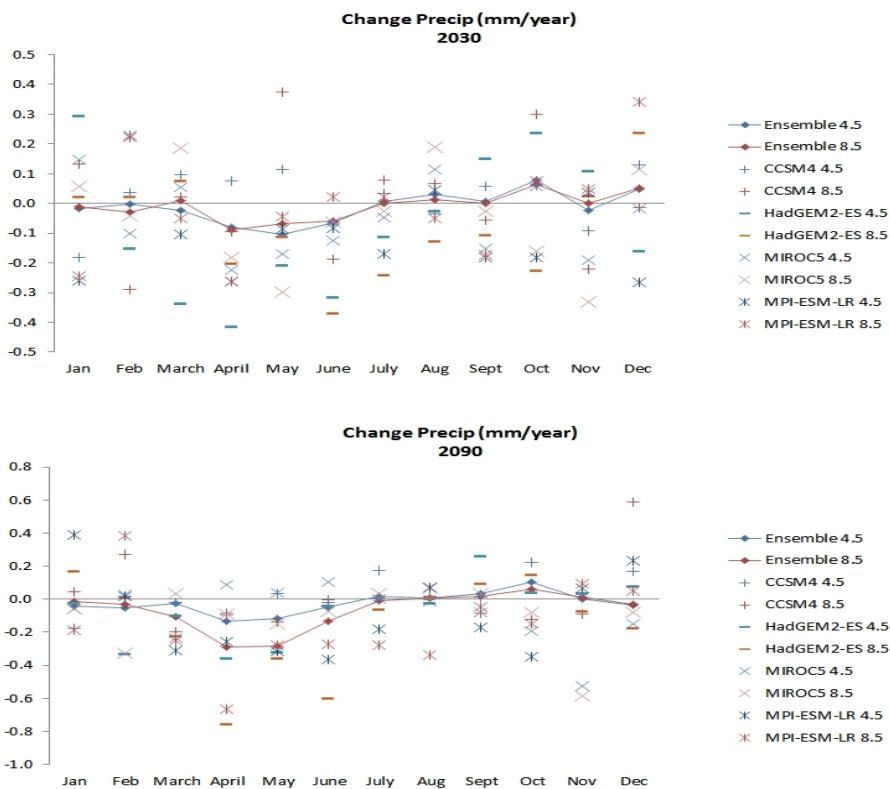 Change Precip (mm/year)
2030
0.5
0.4
0.3
0.2
0.1
0.0
-0.1
-0.2
-0.3
-0.4
-0.5
Jan Feb March April May June July Aug Sept Oct Nov Dec
Ensemble 4.5
Ensemble 8.5
CCSM4 4.5
CCSM4 8.5
HadGEM2-ES 4.5
HadGEM2-ES 8.5
MIROC5 4.5
MIROC5 8.5
MPI-ESM-LR 4.5
MPI-ESM-LR 8.5
Change Precip (mm/year)
2090
0.8
0.6
0.4
0.2
0.0
-0.2
-0.4
-0.6
-0.8
-1.0
Jan Feb March April May June July Aug Sept Oct Nov Dec
Ensemble 4.5
Ensemble 8.5
CCSM4 4.5
CCSM4 8.5
HadGEM2-ES 4.5
HadGEM2-ES 8.5
MIROC5 4.5
MIROC5 8.5
MPI-ESM-LR 4.5
MPI-ESM-LR 8.5